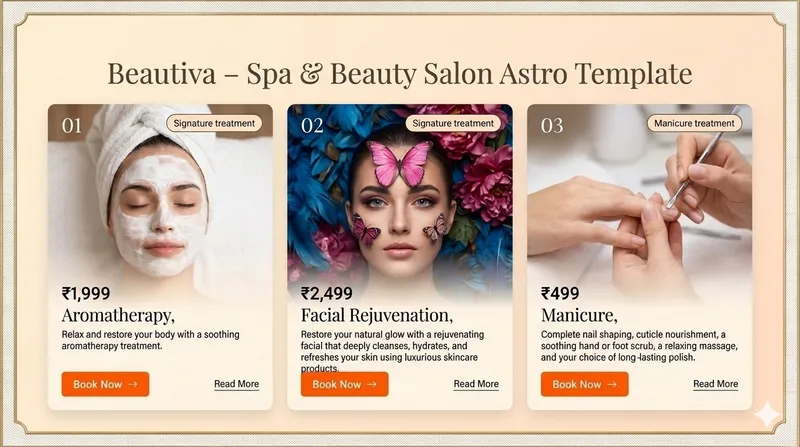 Beautiva – Spa & Beauty Salon Astro Template
01
Signature treatment
₹1,999
Aromatherapy,
Relax and restore your body with a soothing
aromatherapy treatment.
Book Now →
Read More
02
Signature treatment
₹2,499
Facial Rejuvenation,
Restore your natural glow with a rejuvenating
facial that deeply cleanses, hydrates, and
refreshes your skin using luxurious skincare
products.
Book Now →
Read More
03
Manicure treatment
₹499
Manicure,
Complete nail shaping, cuticle nourishment, a
soothing hand or foot scrub, a relaxing massage,
and your choice of long-lasting polish.
Book Now →
Read More